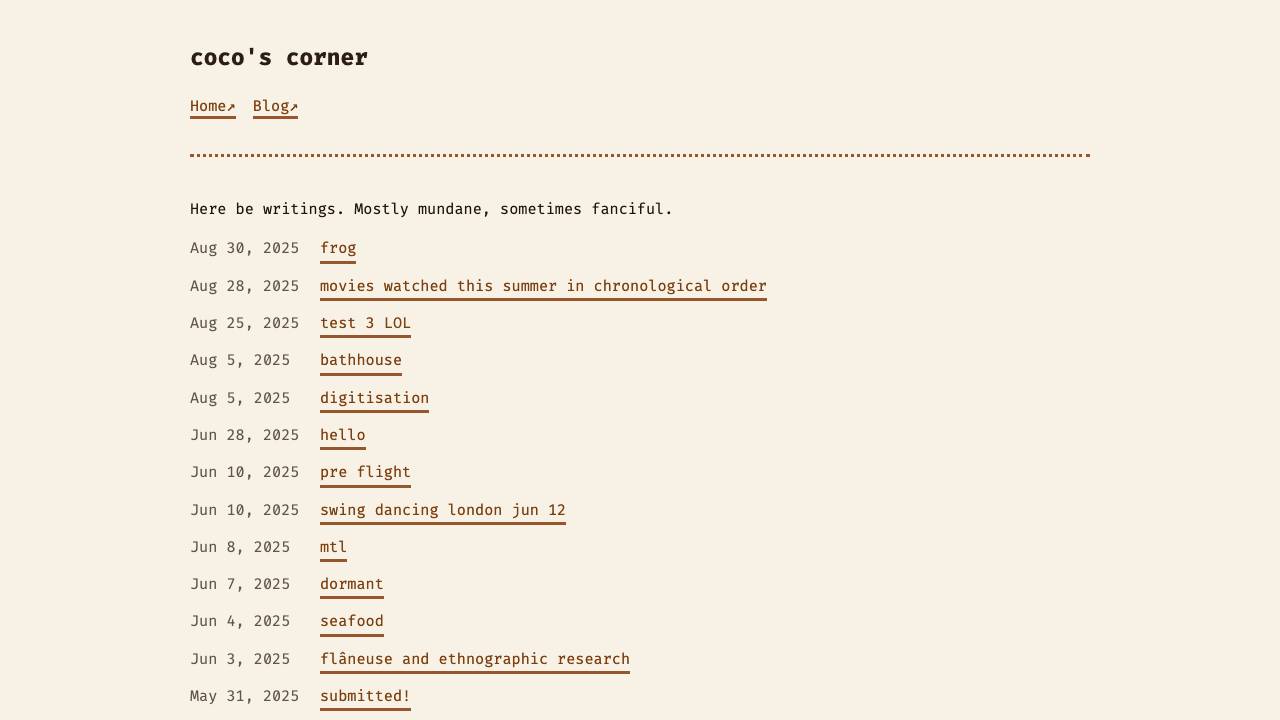 coco's corner
Home↗ Blog↗
Here be writings. Mostly mundane, sometimes fanciful.
Aug 30, 2025 frog
Aug 28, 2025 movies watched this summer in chronological order
Aug 25, 2025 test 3 LOL
Aug 5, 2025 bathhouse
Aug 5, 2025 digitisation
Jun 28, 2025 hello
Jun 10, 2025 pre flight
Jun 10, 2025 swing dancing london jun 12
Jun 8, 2025 mtl
Jun 7, 2025 dormant
Jun 4, 2025 seafood
Jun 3, 2025 flâneuse and ethnographic research
May 31, 2025 submitted!